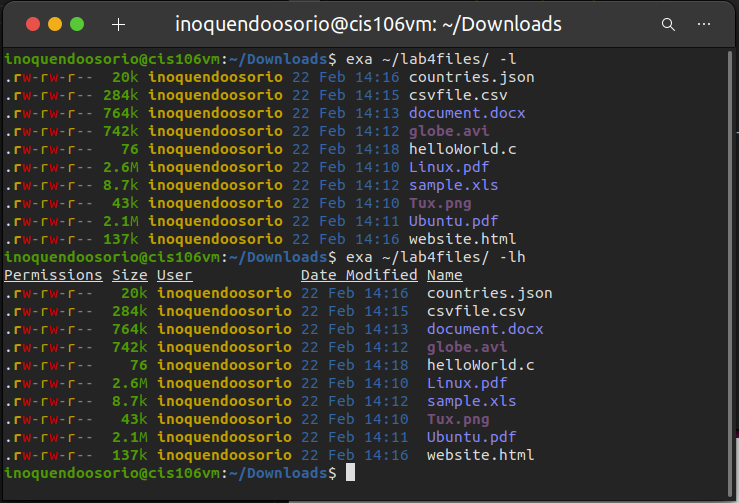 inoquendoosorio@cis106vm: ~/Downloads
inoquendoosorio@cis106vm:~/Downloads$ exa ~/lab4files/ -l
.rw-rw-r--  20k inoquendoosorio 22 Feb 14:16 countries.json
.rw-rw-r-- 284k inoquendoosorio 22 Feb 14:15 csvfile.csv
.rw-rw-r-- 764k inoquendoosorio 22 Feb 14:13 document.docx
.rw-rw-r-- 742k inoquendoosorio 22 Feb 14:12 globe.avi
.rw-rw-r--   76 inoquendoosorio 22 Feb 14:18 helloWorld.c
.rw-rw-r-- 2.6M inoquendoosorio 22 Feb 14:10 Linux.pdf
.rw-rw-r-- 8.7k inoquendoosorio 22 Feb 14:12 sample.xls
.rw-rw-r--  43k inoquendoosorio 22 Feb 14:10 Tux.png
.rw-rw-r-- 2.1M inoquendoosorio 22 Feb 14:11 Ubuntu.pdf
.rw-rw-r-- 137k inoquendoosorio 22 Feb 14:16 website.html
inoquendoosorio@cis106vm:~/Downloads$ exa ~/lab4files/ -lh
Permissions Size User            Date Modified Name
.rw-rw-r--   20k inoquendoosorio 22 Feb 14:16  countries.json
.rw-rw-r--  284k inoquendoosorio 22 Feb 14:15  csvfile.csv
.rw-rw-r--  764k inoquendoosorio 22 Feb 14:13  document.docx
.rw-rw-r--  742k inoquendoosorio 22 Feb 14:12  globe.avi
.rw-rw-r--    76 inoquendoosorio 22 Feb 14:18  helloWorld.c
.rw-rw-r--  2.6M inoquendoosorio 22 Feb 14:10  Linux.pdf
.rw-rw-r--  8.7k inoquendoosorio 22 Feb 14:12  sample.xls
.rw-rw-r--   43k inoquendoosorio 22 Feb 14:10  Tux.png
.rw-rw-r--  2.1M inoquendoosorio 22 Feb 14:11  Ubuntu.pdf
.rw-rw-r--  137k inoquendoosorio 22 Feb 14:16  website.html
inoquendoosorio@cis106vm:~/Downloads$